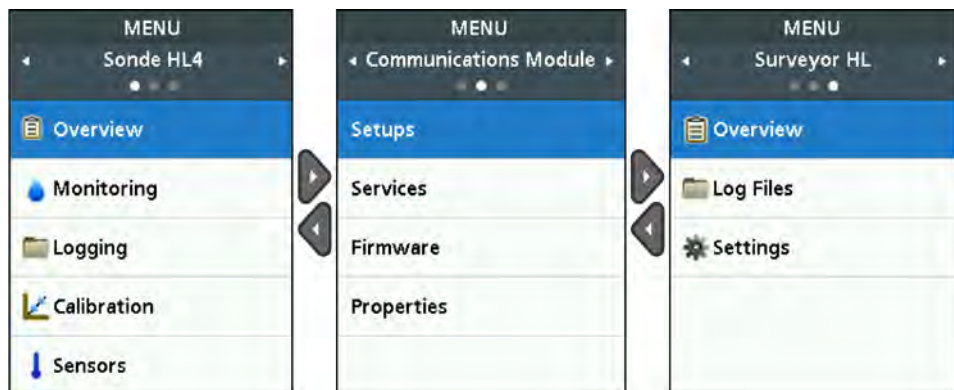 MENU
Sonde HL4
Overview
Monitoring
Logging
Calibration
Sensors
MENU
Communications Module
Setups
Services
Firmware
Properties
MENU
Surveyor HL
Overview
Log Files
Settings